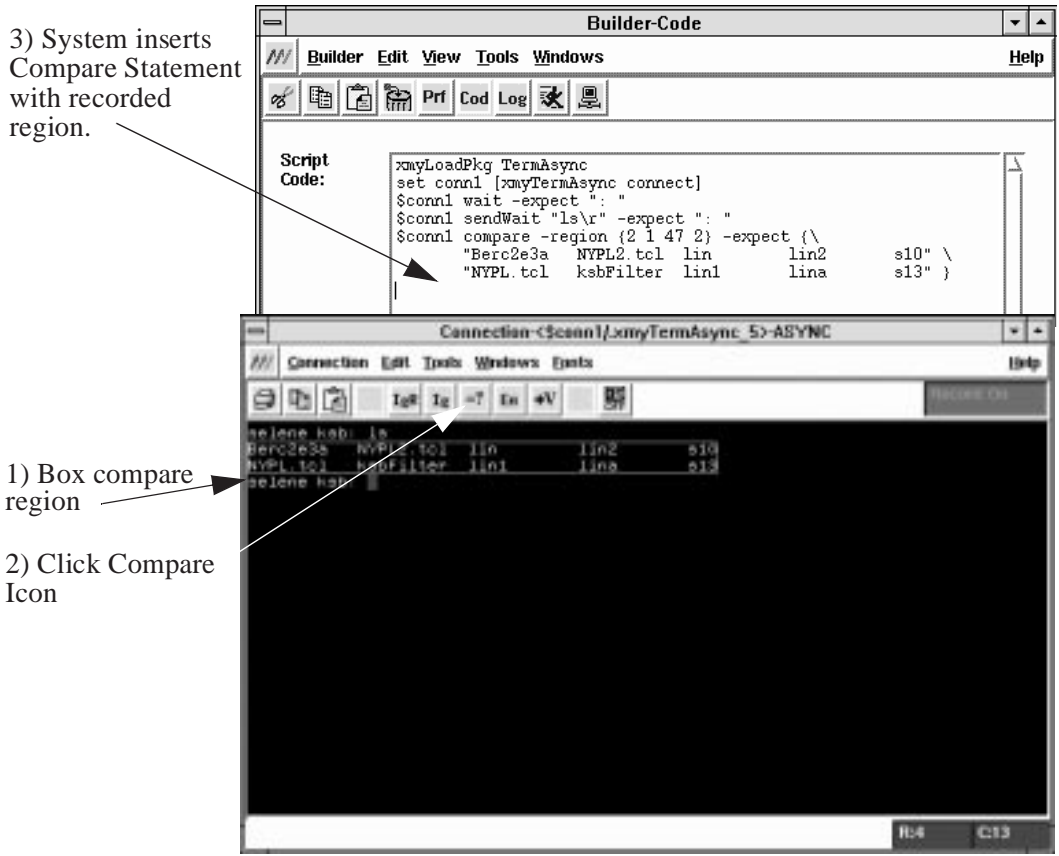 3) System inserts
Compare Statement
with recorded
region.
Builder-Code
Builder Edit View Tools Windows Help
Prf Cod Log
Script
Code:
xmyLoadPkg TermAsync
set conn1 [xmyTermAsync connect]
$conn1 wait -expect ": "
$conn1 sendWait "ls\r" -expect ": "
$conn1 compare -region {2 1 47 2} -expect {\
"Berc2e3a NYPL2.tcl lin lin2 s10" \
"NYPL.tcl ksbFilter lin1 lina s13" }
Connection-<$conn1/.xmyTermAsync_5>-ASYNC
Connection Edit Tools Windows Fonts Help
IgR Ig =? En +V
Record On
selene ksb: ls
Berc2e3a NYPL2.tcl lin lin2 s10
NYPL.tcl ksbFilter lin1 lina s13
selene ksb:
1) Box compare
region
2) Click Compare
Icon
R:4 C:13